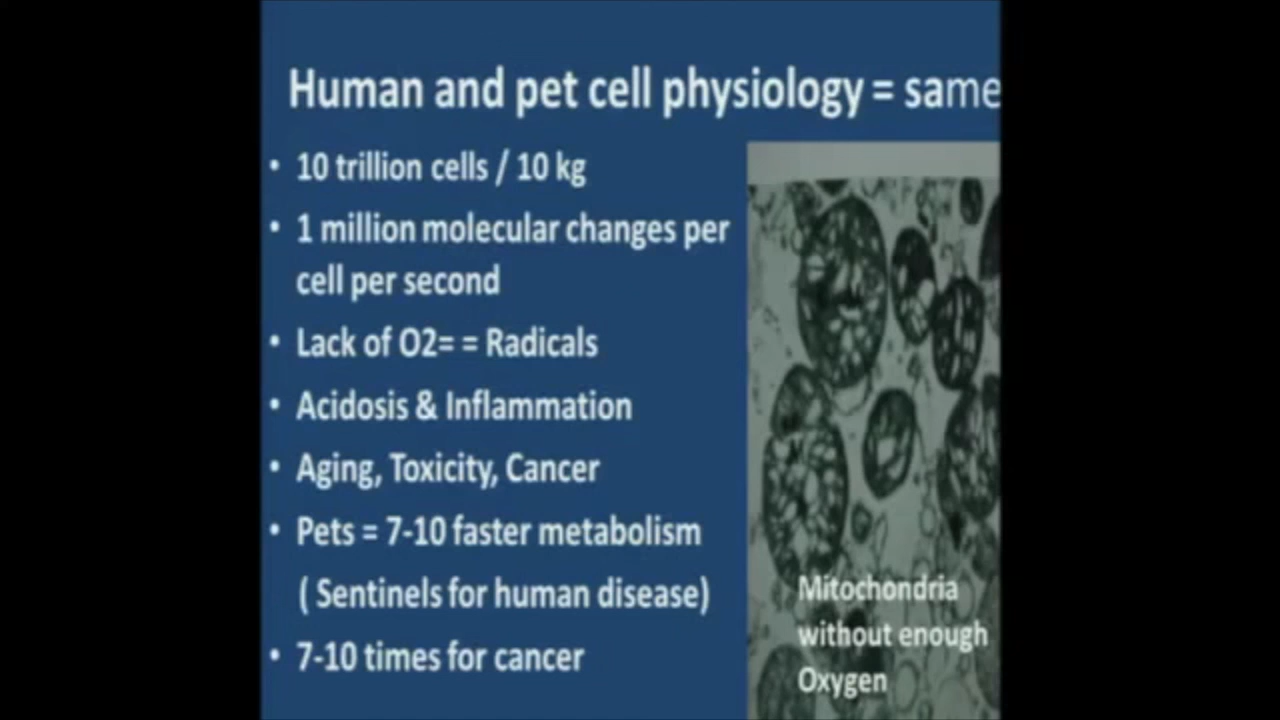 Human and pet cell physiology = same
• 10 trillion cells / 10 kg
• 1 million molecular changes per
cell per second
• Lack of O2= = Radicals
• Acidosis & Inflammation
• Aging, Toxicity, Cancer
• Pets = 7-10 faster metabolism
( Sentinels for human disease)
• 7-10 times for cancer
Mitochondria
without enough
Oxygen